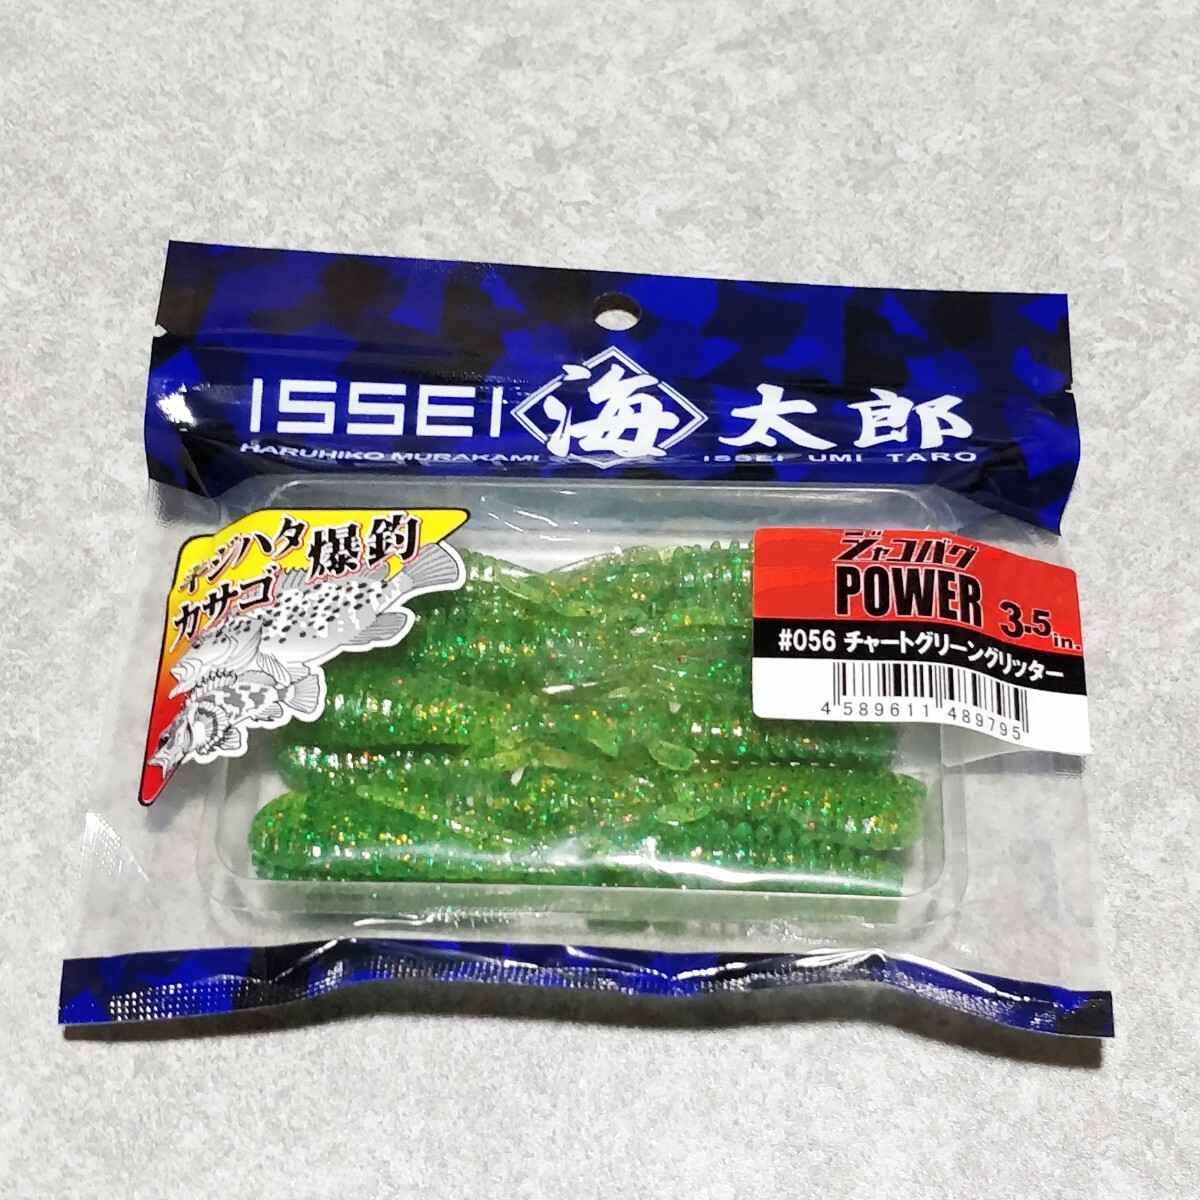 ISSEI 海 太郎
HARUHIKO MURAKAMI ISSEI UMI TARO
キジハタ
カサゴ 爆釣
ジャコバグ
POWER 3.5in.
#056 チャートグリーングリッター
4 589611 489795